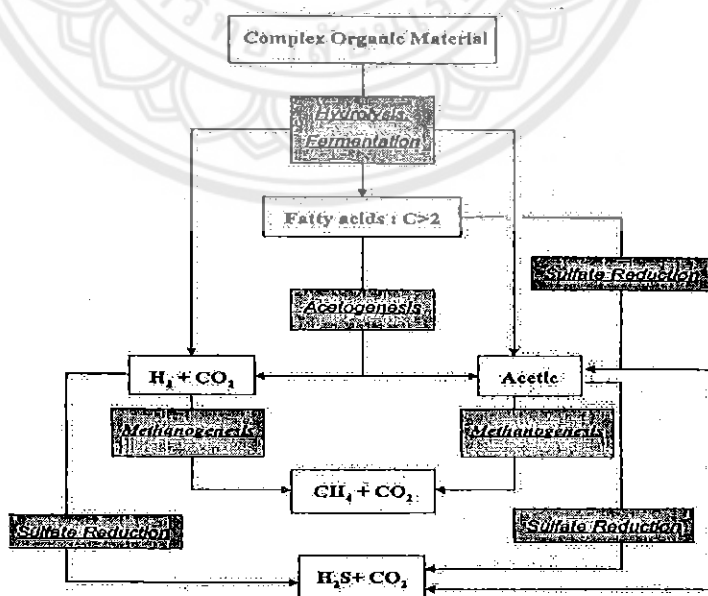 Complex Organic Material
Hydrolysis
Fermentation
Fatty acids : C>2
Sulfate Reduction
Acetogenesis
H₂ + CO₂
Acetic
Methanogenesis
Methanogenesis
CH₄ + CO₂
Sulfate Reduction
Sulfate Reduction
H₂S + CO₂